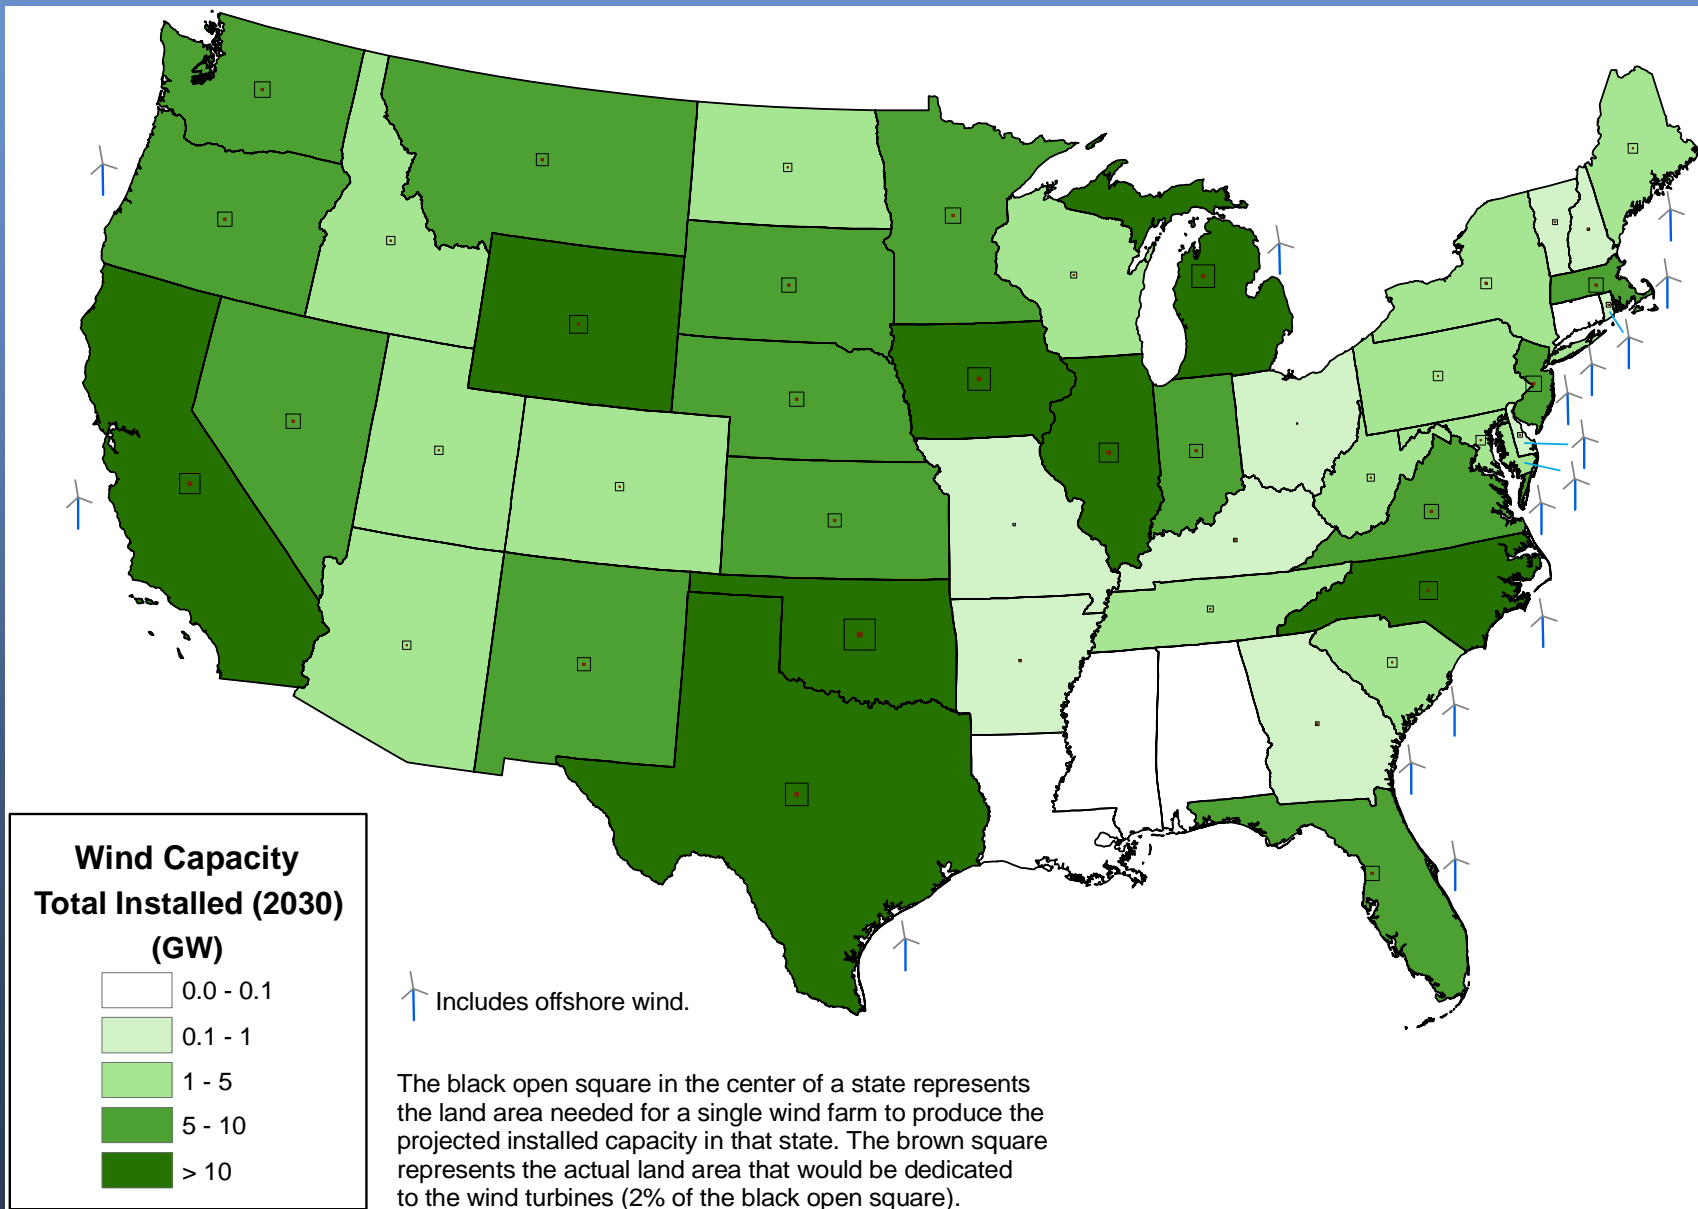 Wind Capacity
Total Installed (2030)
(GW)
0.0 - 0.1
0.1 - 1
1 - 5
5 - 10
> 10
Includes offshore wind.
The black open square in the center of a state represents
the land area needed for a single wind farm to produce the
projected installed capacity in that state. The brown square
represents the actual land area that would be dedicated
to the wind turbines (2% of the black open square).